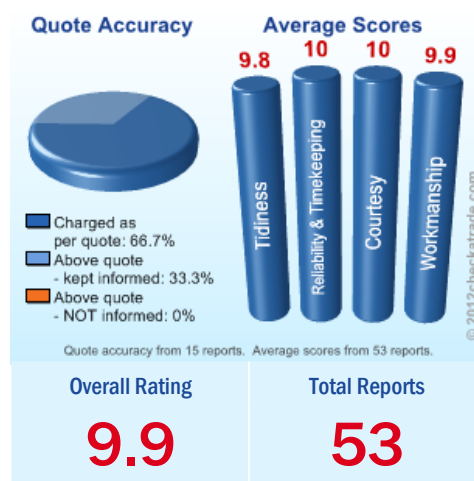 Quote Accuracy
Average Scores
9.8
10
10
9.9
Tidiness
Reliability & Timekeeping
Courtesy
Workmanship
Charged as
per quote: 66.7%
Above quote
- kept informed: 33.3%
Above quote
- NOT informed: 0%
© 2012checkatrade.com
Quote accuracy from 15 reports. Average scores from 53 reports.
Overall Rating
Total Reports
9.9
53